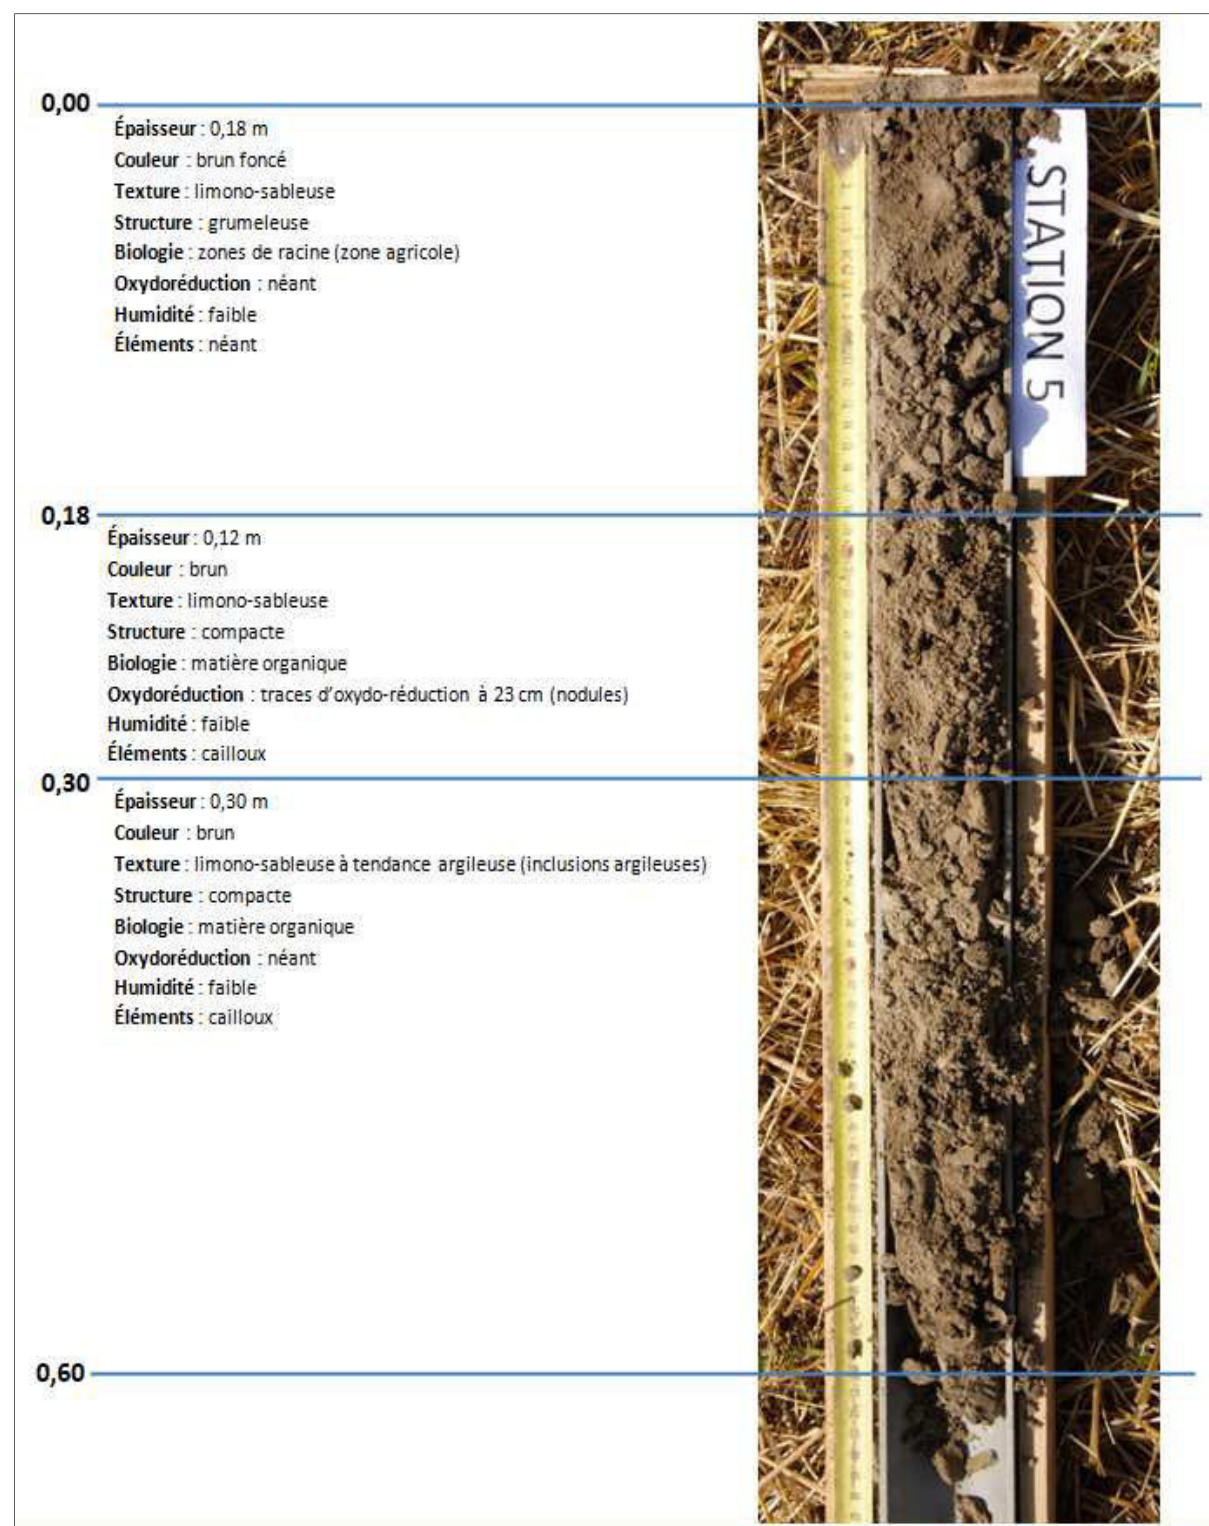 0,00
Épaisseur : 0,18 m
Couleur : brun foncé
Texture : limono-sableuse
Structure : grumeleuse
Biologie : zones de racine (zone agricole)
Oxydoréduction : néant
Humidité : faible
Éléments : néant
STATION 5
0,18
Épaisseur : 0,12 m
Couleur : brun
Texture : limono-sableuse
Structure : compacte
Biologie : matière organique
Oxydoréduction : traces d’oxydo-réduction à 23 cm (nodules)
Humidité : faible
Éléments : cailloux
0,30
Épaisseur : 0,30 m
Couleur : brun
Texture : limono-sableuse à tendance argileuse (inclusions argileuses)
Structure : compacte
Biologie : matière organique
Oxydoréduction : néant
Humidité : faible
Éléments : cailloux
0,60